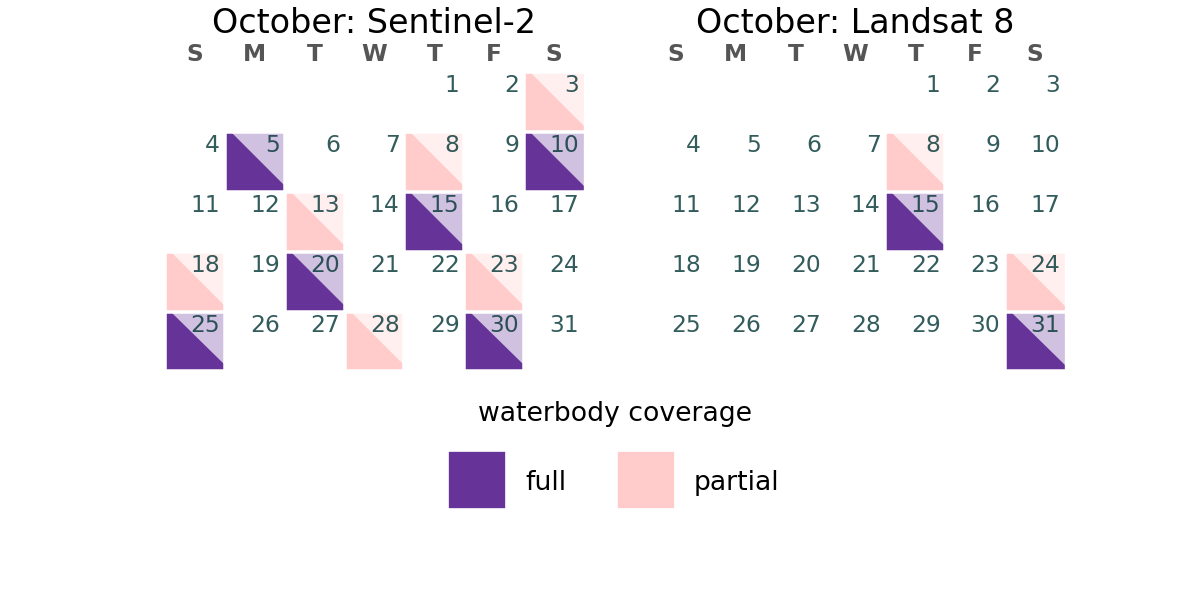 October: Sentinel-2
S M T W T F S
1 2 3
4 5 6 7 8 9 10
11 12 13 14 15 16 17
18 19 20 21 22 23 24
25 26 27 28 29 30 31
October: Landsat 8
S M T W T F S
1 2 3
4 5 6 7 8 9 10
11 12 13 14 15 16 17
18 19 20 21 22 23 24
25 26 27 28 29 30 31
waterbody coverage
full partial